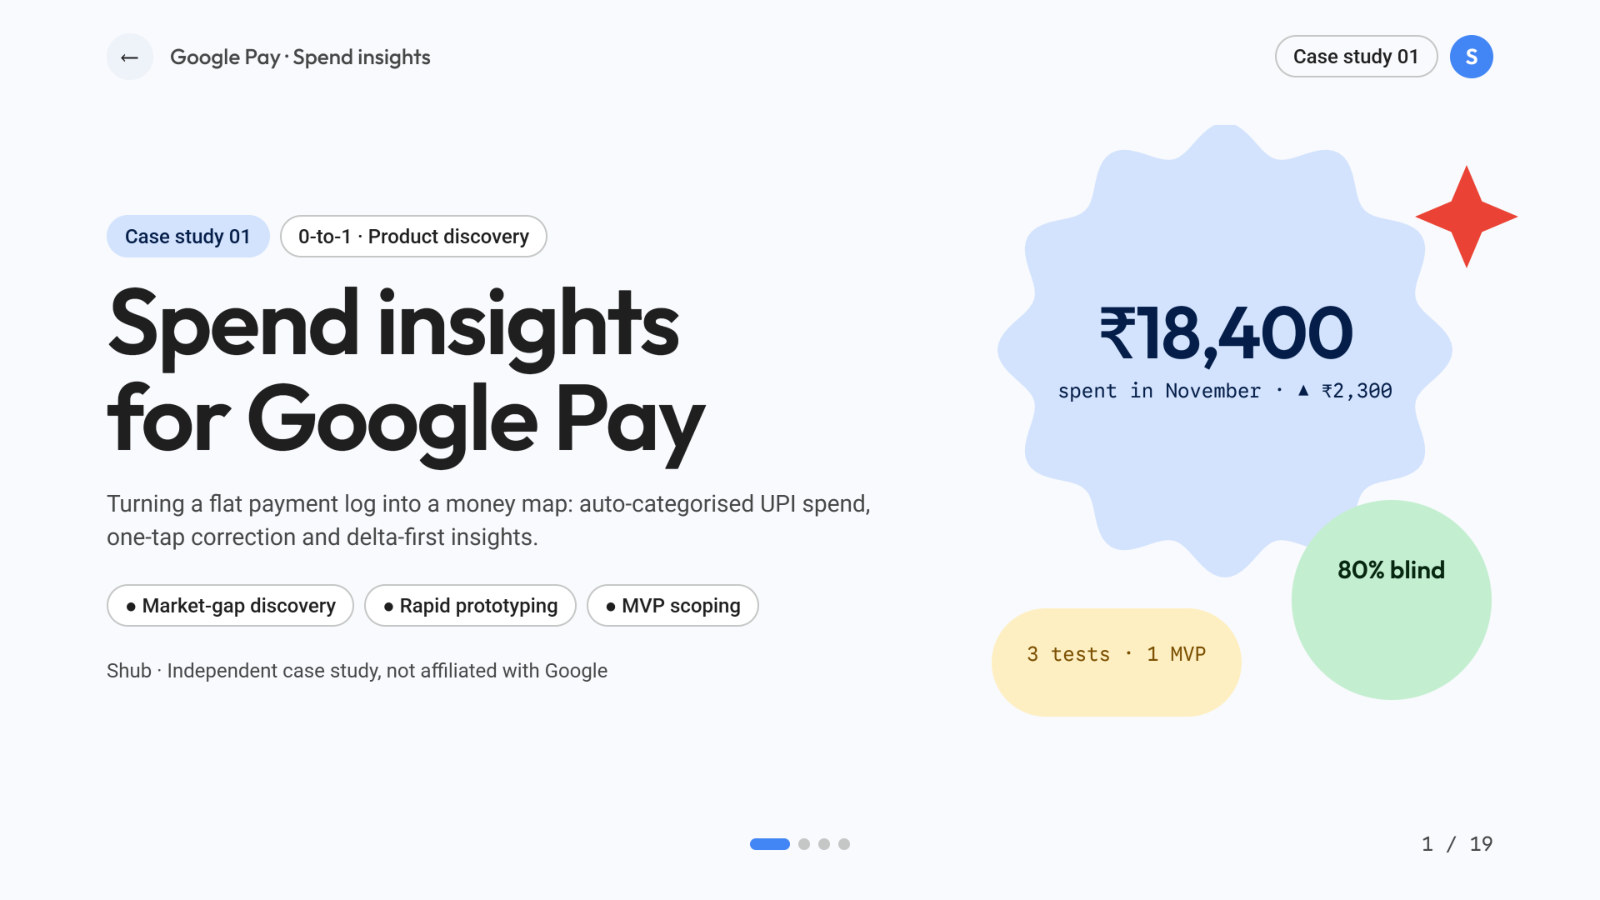 ← Google Pay · Spend insights
Case study 01
S
Case study 01
0-to-1 · Product discovery
Spend insights
for Google Pay
Turning a flat payment log into a money map: auto-categorised UPI spend,
one-tap correction and delta-first insights.
● Market-gap discovery
● Rapid prototyping
● MVP scoping
Shub · Independent case study, not affiliated with Google
₹18,400
spent in November · ▲ ₹2,300
80% blind
3 tests · 1 MVP
1 / 19